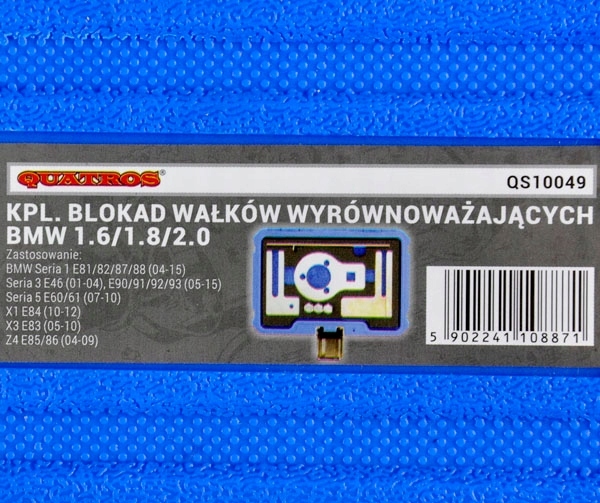 QUATROS®
QS10049
KPL. BLOKAD WAŁKÓW WYRÓWNOWAŻAJĄCYCH
BMW 1.6/1.8/2.0
Zastosowanie:
BMW Seria 1 E81/82/87/88 (04-15)
Seria 3 E46 (01-04), E90/91/92/93 (05-15)
Seria 5 E60/61 (07-10)
X1 E84 (10-12)
X3 E83 (05-10)
Z4 E85/86 (04-09)
5 902241 108871